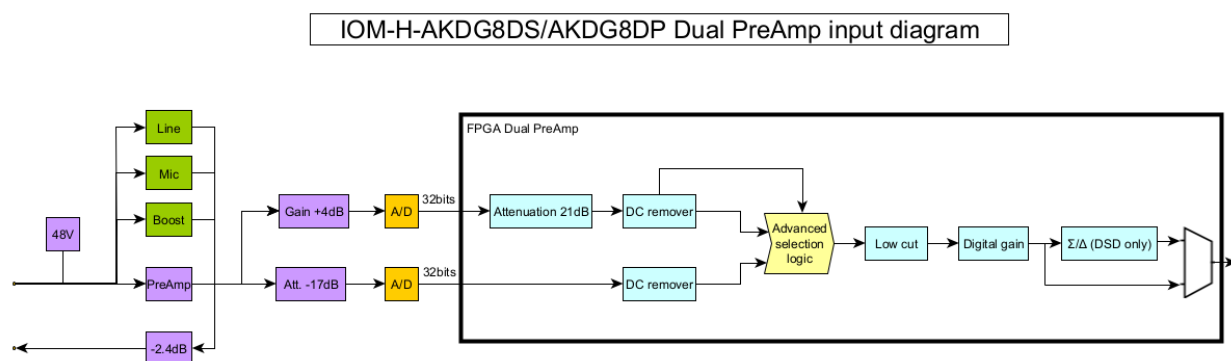 IOM-H-AKDG8DS/AKDG8DP Dual PreAmp input diagram
FPGA Dual PreAmp
Line
Mic
Boost
48V
PreAmp
-2.4dB
Gain +4dB
A/D
32bits
Att. -17dB
A/D
32bits
Attenuation 21dB
DC remover
DC remover
Advanced
selection
logic
Low cut
Digital gain
Σ/Δ (DSD only)